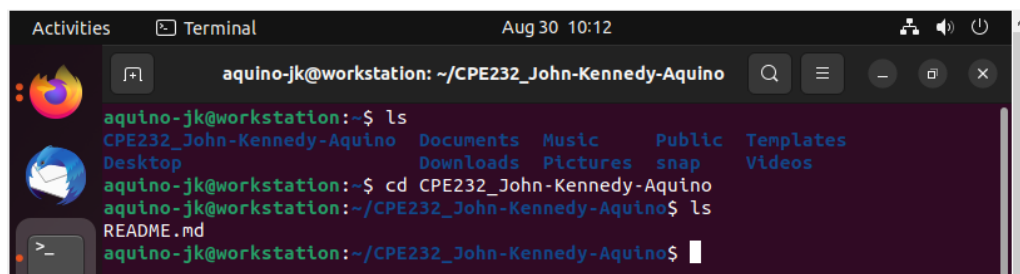 Activities Terminal Aug 30 10:12
aquino-jk@workstation: ~/CPE232_John-Kennedy-Aquino
aquino-jk@workstation:~$ ls
CPE232_John-Kennedy-Aquino Documents Music Public Templates
Desktop Downloads Pictures snap Videos
aquino-jk@workstation:~$ cd CPE232_John-Kennedy-Aquino
aquino-jk@workstation:~/CPE232_John-Kennedy-Aquino$ ls
README.md
aquino-jk@workstation:~/CPE232_John-Kennedy-Aquino$